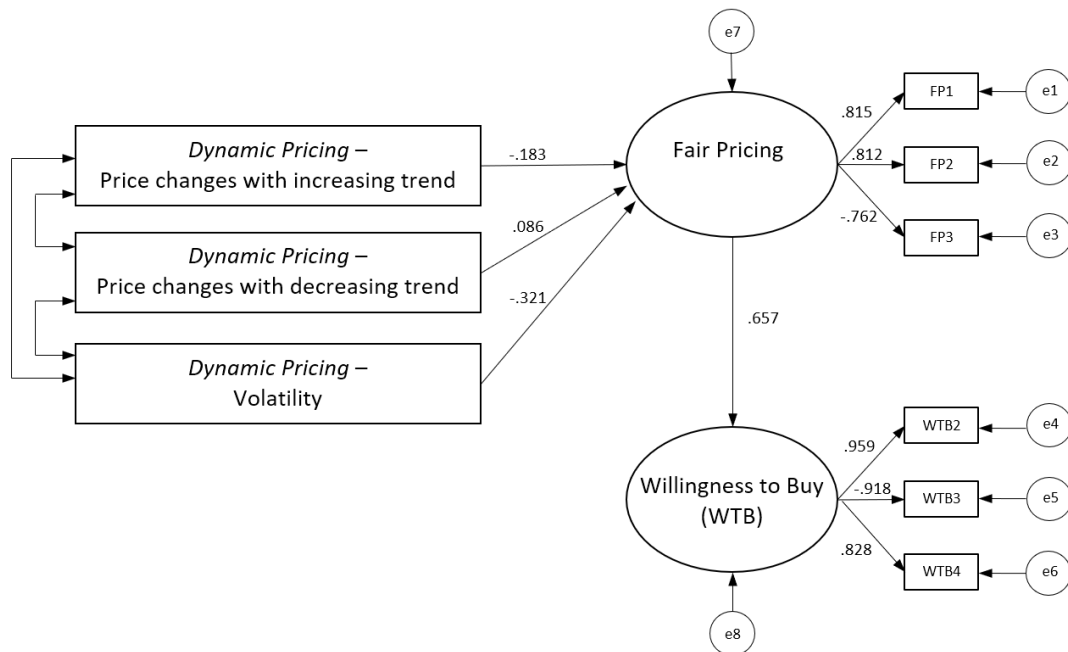 e7
FP1
e1
.815
Dynamic Pricing –
Price changes with increasing trend
-.183
Fair Pricing
.812
FP2
e2
-.762
FP3
e3
.086
Dynamic Pricing –
Price changes with decreasing trend
-.321
.657
Dynamic Pricing –
Volatility
WTB2
e4
.959
Willingness to Buy
(WTB)
-.918
WTB3
e5
.828
WTB4
e6
e8